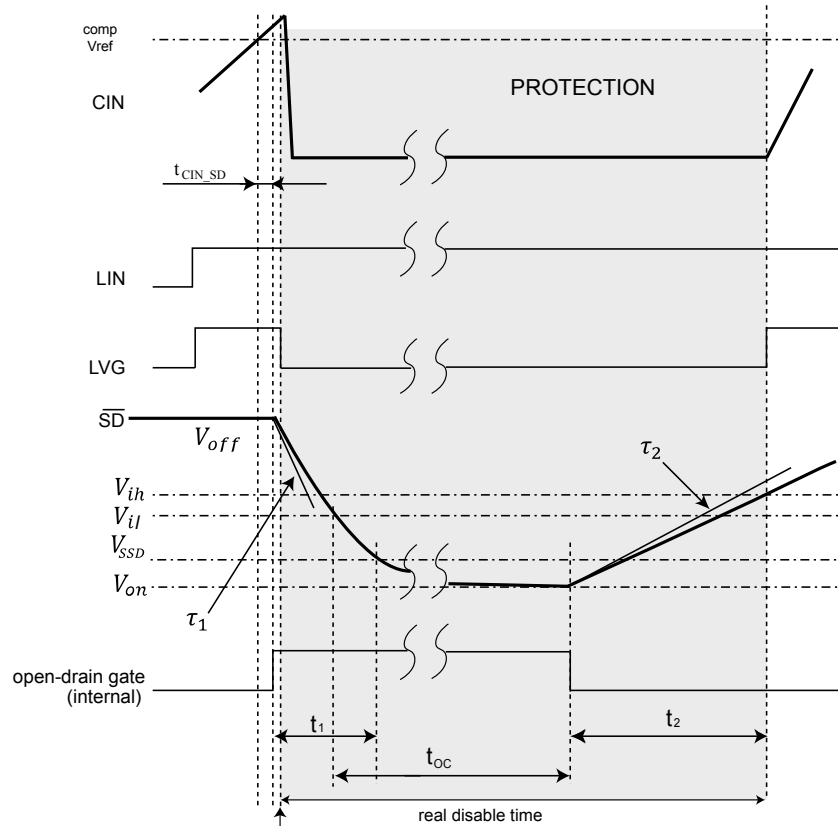 comp
Vref
PROTECTION
CIN
t CIN_SD
LIN
LVG
SD
Voff
τ2
Vih
Vil
VSSD
Von
τ1
open-drain gate
(internal)
t1
t2
tOC
real disable time